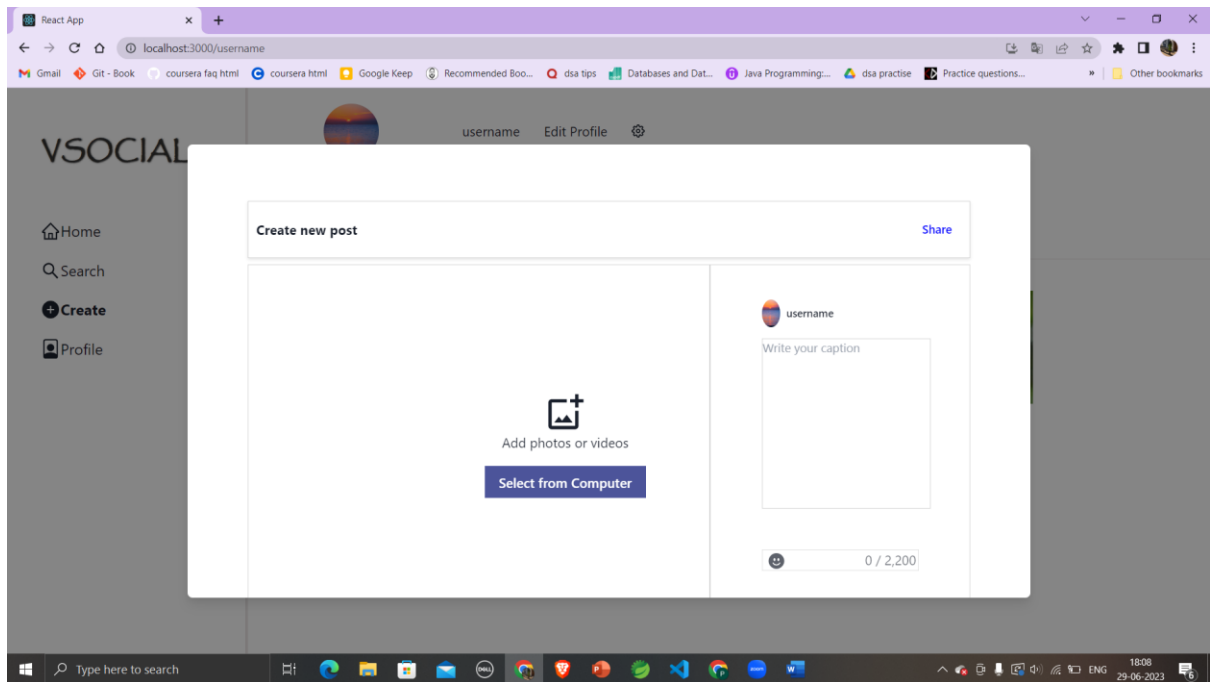 React App
localhost:3000/username
Gmail Git - Book coursera faq html coursera html Google Keep Recommended Boo... dsa tips Databases and Dat... Java Programming:... dsa practise Practice questions... » Other bookmarks
VSOCIAL
username Edit Profile
Home
Search
Create
Profile
Create new post Share
Add photos or videos
Select from Computer
username
Write your caption
0 / 2,200
Type here to search
ENG
18:08
29-06-2023
6